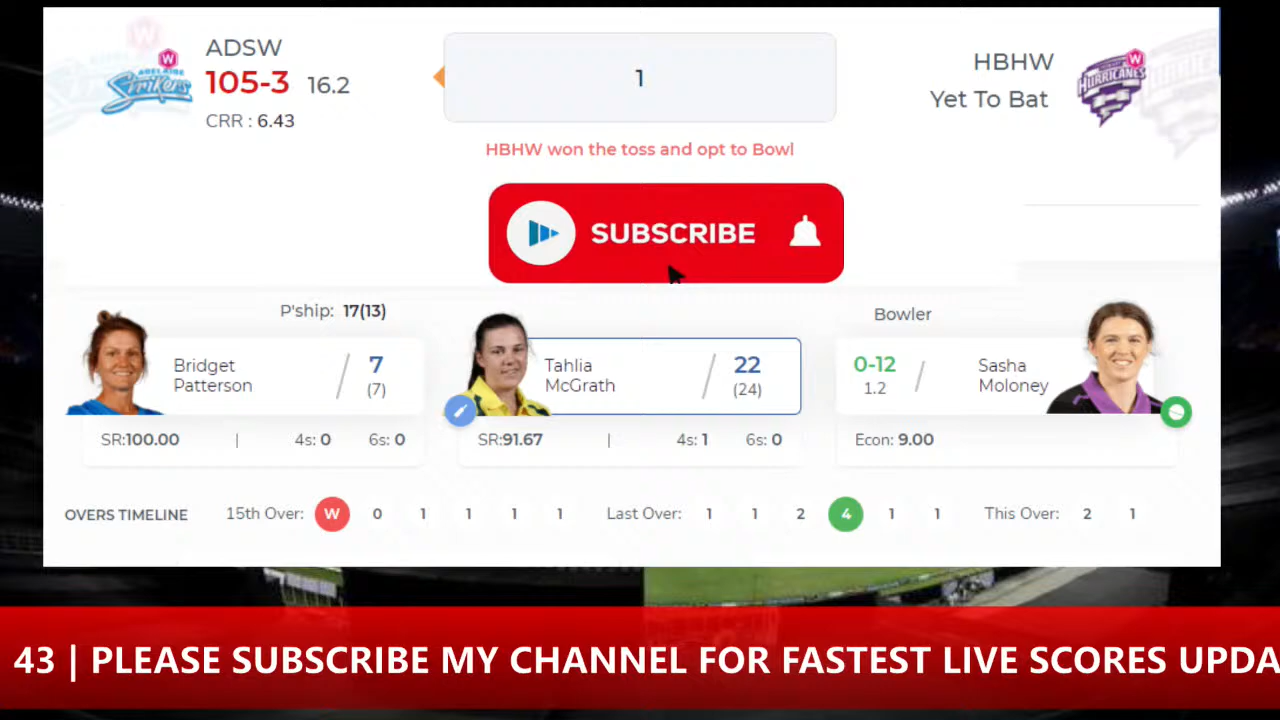 ADSW
105-3 16.2
CRR : 6.43
1
HBHW
Yet To Bat
W
ADELAIDE
STRIKERS
W
HURRICANES
HBHW won the toss and opt to Bowl
SUBSCRIBE
P'ship: 17(13)
Bowler
Bridget
Patterson
7
(7)
Tahlia
McGrath
22
(24)
0-12
1.2
Sasha
Moloney
SR:100.00 | 4s: 0 6s: 0
SR:91.67 | 4s: 1 6s: 0
Econ: 9.00
OVERS TIMELINE 15th Over: W 0 1 1 1 1 Last Over: 1 1 2 4 1 1 This Over: 2 1
43 | PLEASE SUBSCRIBE MY CHANNEL FOR FASTEST LIVE SCORES UPDA